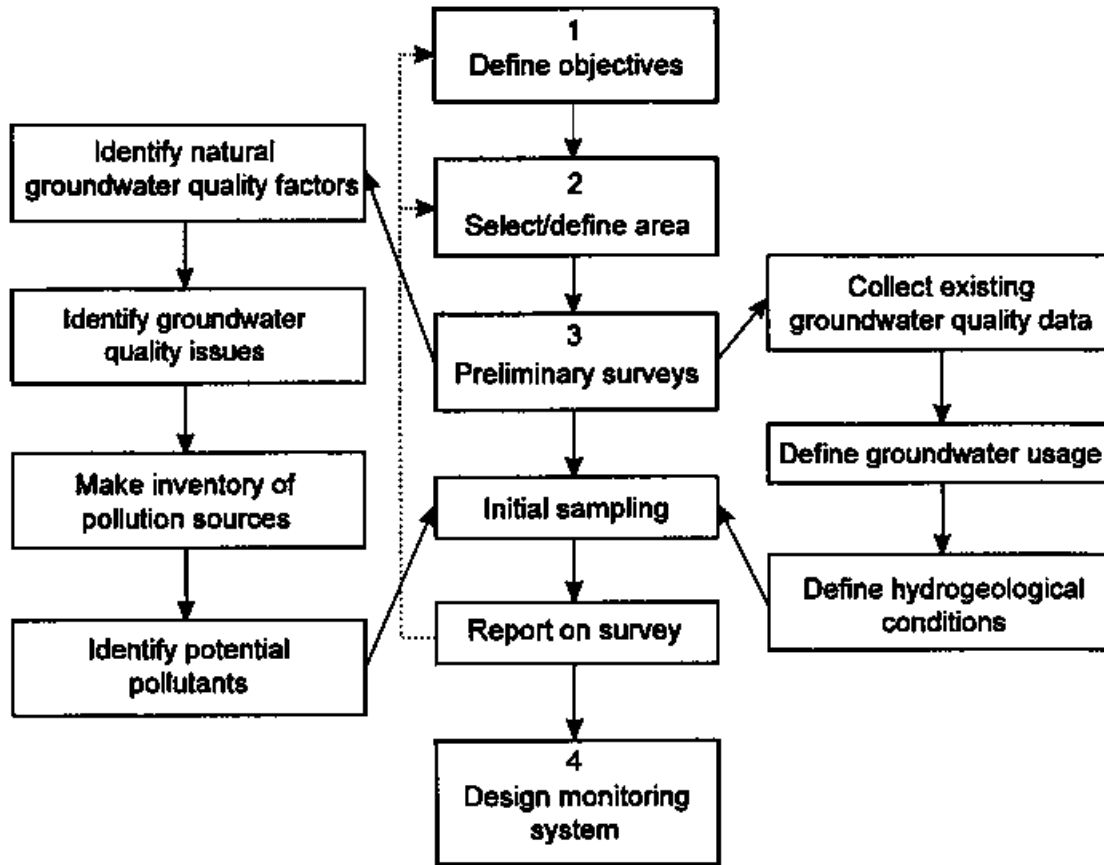 1
Define objectives
2
Select/define area
3
Preliminary surveys
Identify natural
groundwater quality factors
Identify groundwater
quality issues
Make inventory of
pollution sources
Identify potential
pollutants
Collect existing
groundwater quality data
Define groundwater usage
Define hydrogeological
conditions
Initial sampling
Report on survey
4
Design monitoring
system